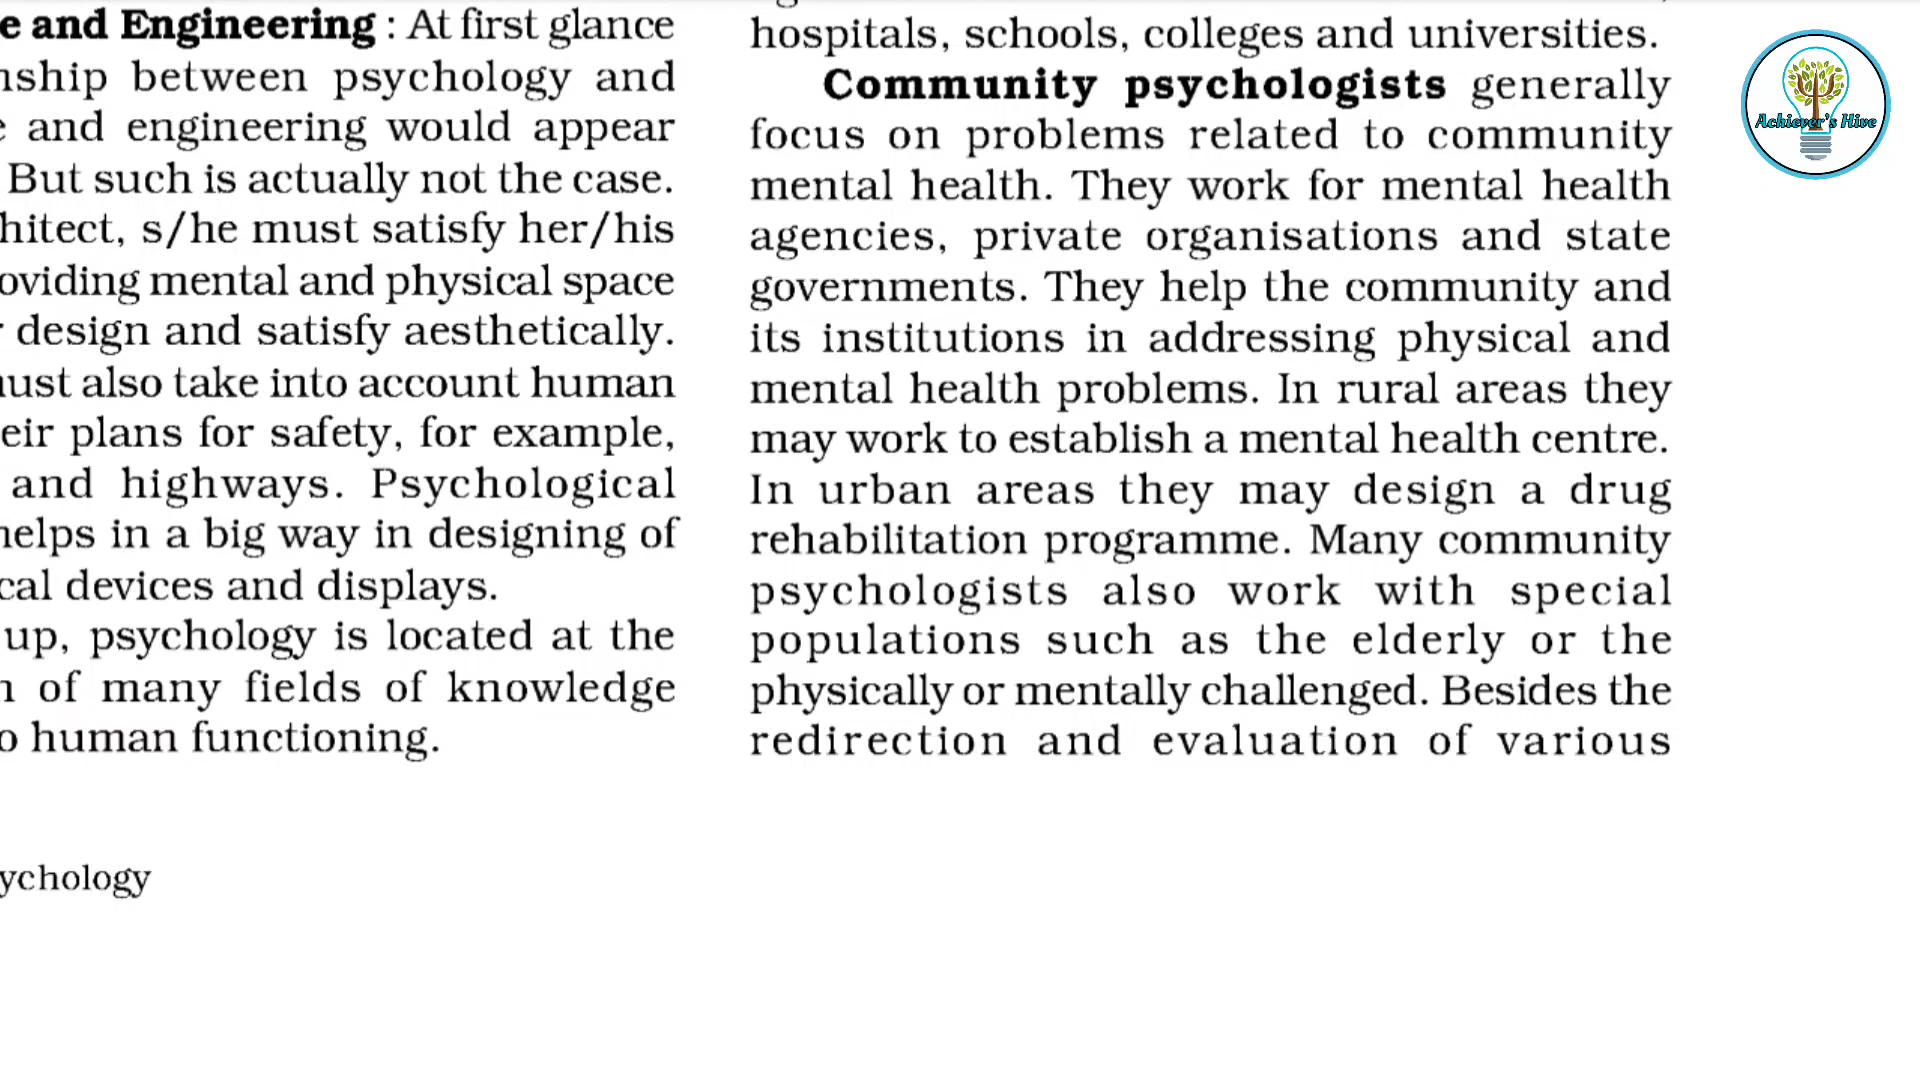 e and Engineering : At first glance
nship between psychology and
e and engineering would appear
But such is actually not the case.
hitect, s/he must satisfy her/his
oviding mental and physical space
r design and satisfy aesthetically.
nust also take into account human
eir plans for safety, for example,
and highways. Psychological
helps in a big way in designing of
cal devices and displays.
up, psychology is located at the
n of many fields of knowledge
o human functioning.
ychology
hospitals, schools, colleges and universities.
Community psychologists generally
focus on problems related to community
mental health. They work for mental health
agencies, private organisations and state
governments. They help the community and
its institutions in addressing physical and
mental health problems. In rural areas they
may work to establish a mental health centre.
In urban areas they may design a drug
rehabilitation programme. Many community
psychologists also work with special
populations such as the elderly or the
physically or mentally challenged. Besides the
redirection and evaluation of various
Achiever's Hive